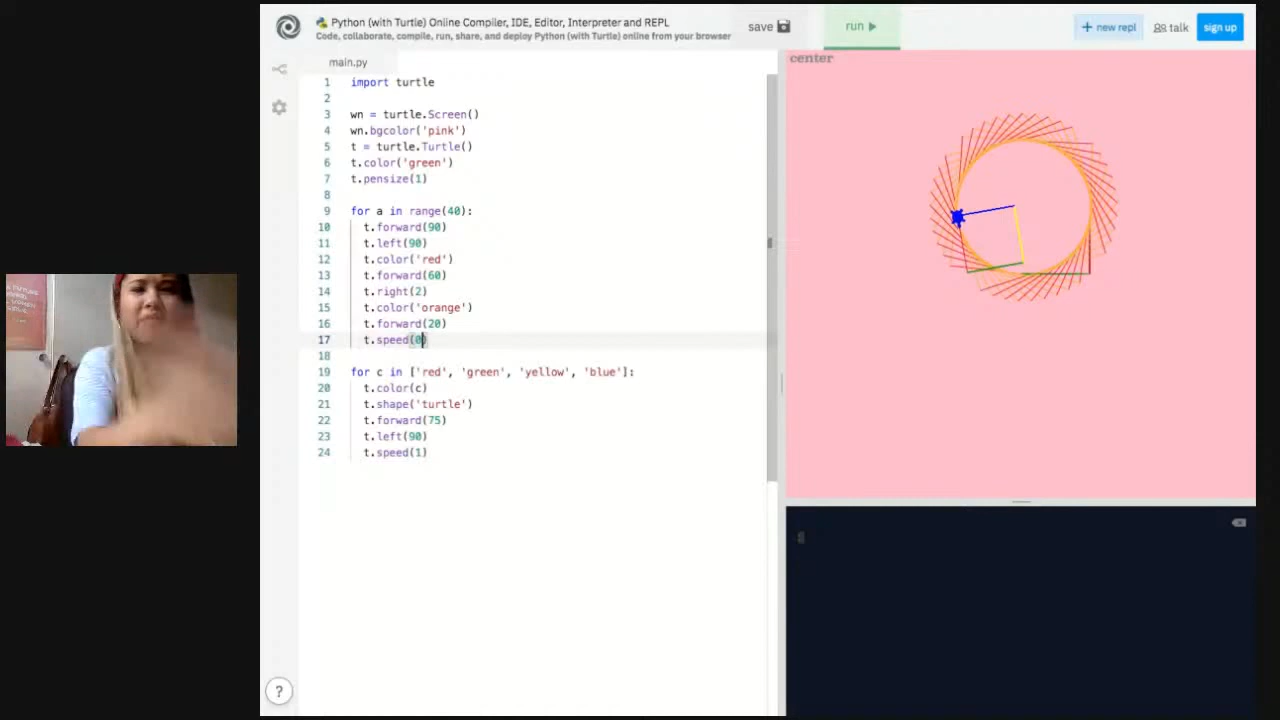 Python (with Turtle) Online Compiler, IDE, Editor, Interpreter and REPL
Code, collaborate, compile, run, share, and deploy Python (with Turtle) online from your browser
save
run
+ new repl
talk
sign up
main.py
center
1 import turtle
2
3 wn = turtle.Screen()
4 wn.bgcolor('pink')
5 t = turtle.Turtle()
6 t.color('green')
7 t.pensize(1)
8
9 for a in range(40):
10 t.forward(90)
11 t.left(90)
12 t.color('red')
13 t.forward(60)
14 t.right(2)
15 t.color('orange')
16 t.forward(20)
17 t.speed(0)
18
19 for c in ['red', 'green', 'yellow', 'blue']:
20 t.color(c)
21 t.shape('turtle')
22 t.forward(75)
23 t.left(90)
24 t.speed(1)
?